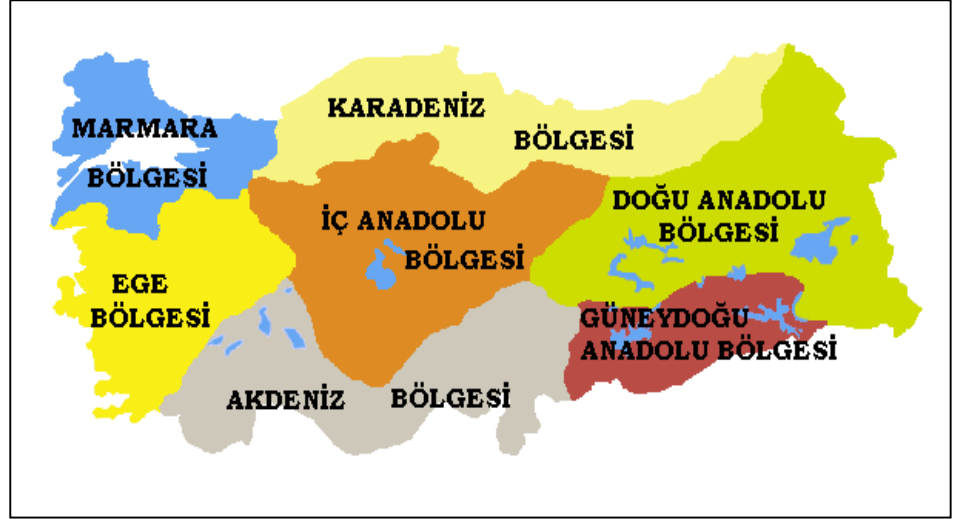 KARADENİZ
BÖLGESİ
MARMARA
BÖLGESİ
İÇ ANADOLU
BÖLGESİ
DOĞU ANADOLU
BÖLGESİ
EGE
BÖLGESİ
GÜNEYDOĞU
ANADOLU BÖLGESİ
AKDENİZ BÖLGESİ